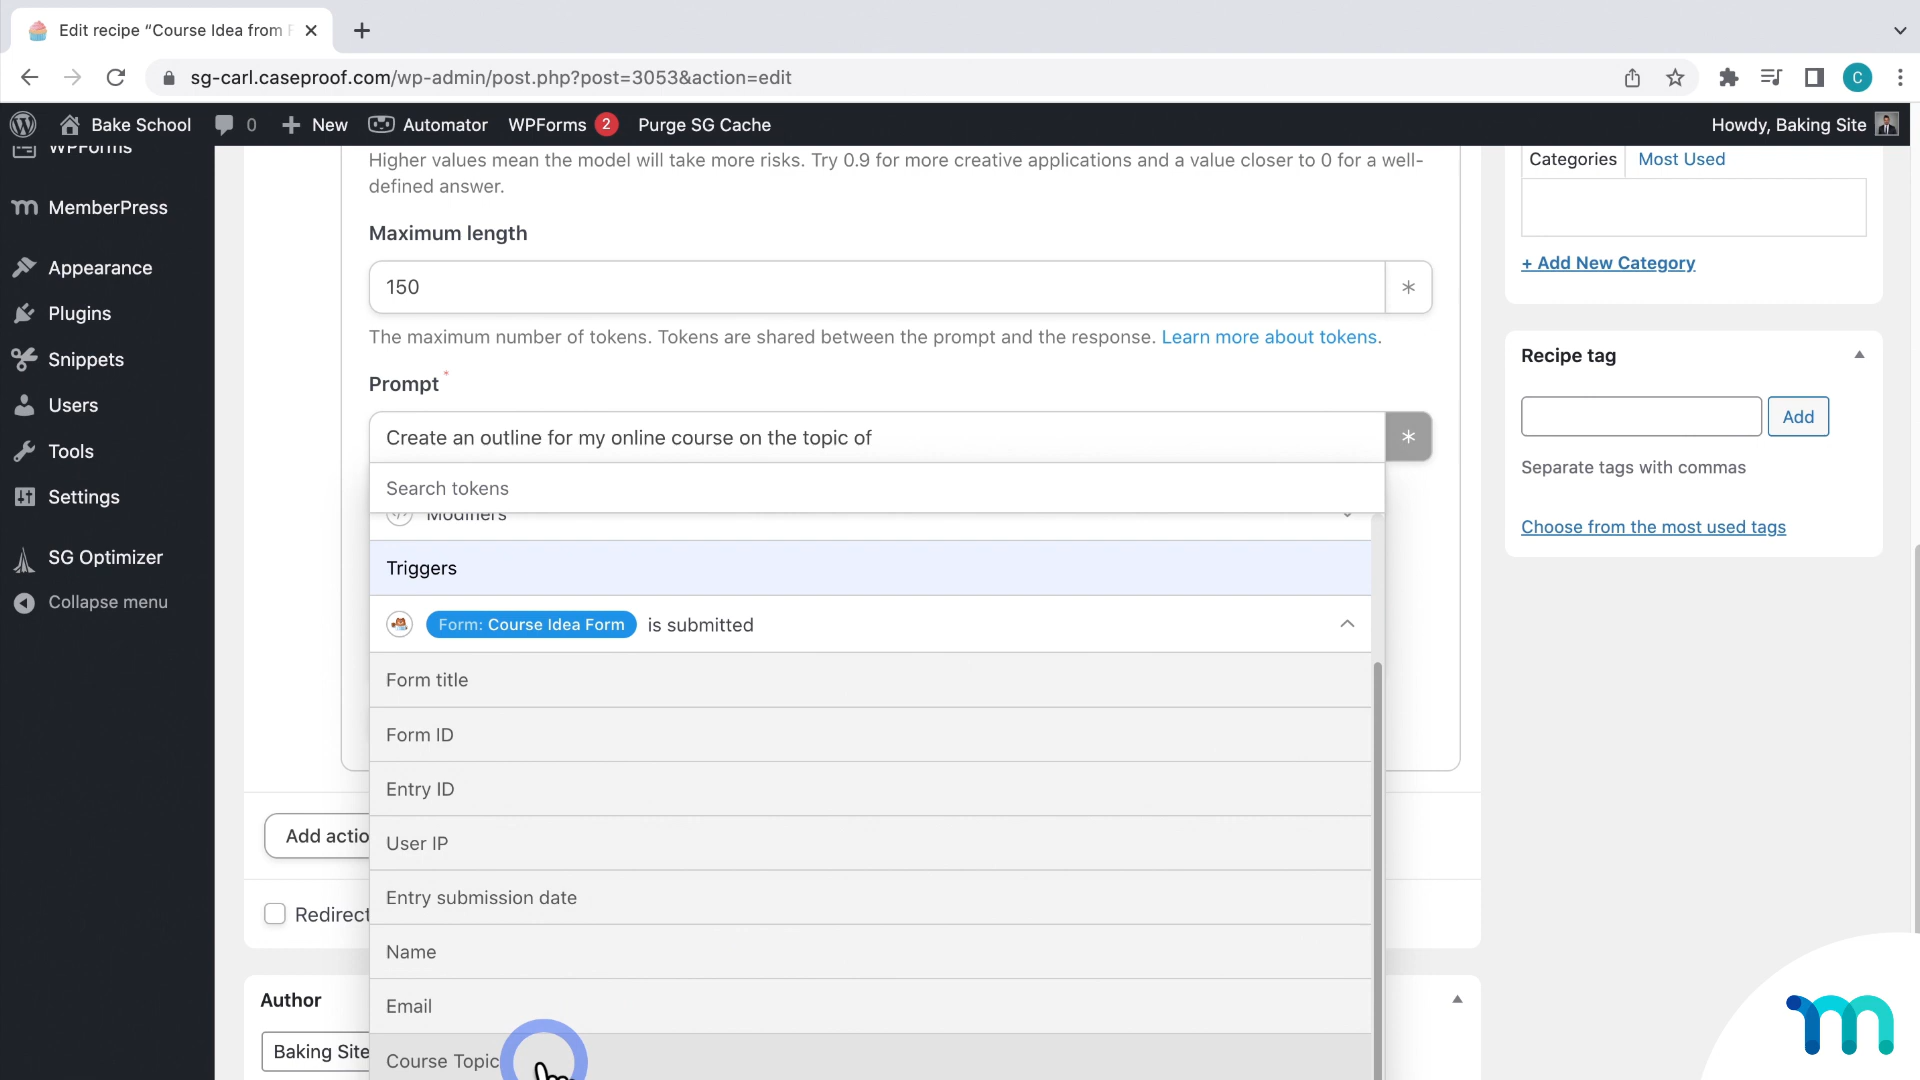 Edit recipe “Course Idea from F
sg-carl.caseproof.com/wp-admin/post.php?post=3053&action=edit
C
Bake School
0
New
Automator
WPForms 2
Purge SG Cache
Howdy, Baking Site
WPForms
MemberPress
Appearance
Plugins
Snippets
Users
Tools
Settings
SG Optimizer
Collapse menu
Higher values mean the model will take more risks. Try 0.9 for more creative applications and a value closer to 0 for a well-
defined answer.
Maximum length
150
*
The maximum number of tokens. Tokens are shared between the prompt and the response. Learn more about tokens.
Prompt *
Create an outline for my online course on the topic of
*
Search tokens
Modifiers
Triggers
Form: Course Idea Form is submitted
Form title
Form ID
Entry ID
User IP
Entry submission date
Name
Email
Course Topic
Add actio
Redirect
Author
Baking Site
Categories
Most Used
+ Add New Category
Recipe tag
Add
Separate tags with commas
Choose from the most used tags
m